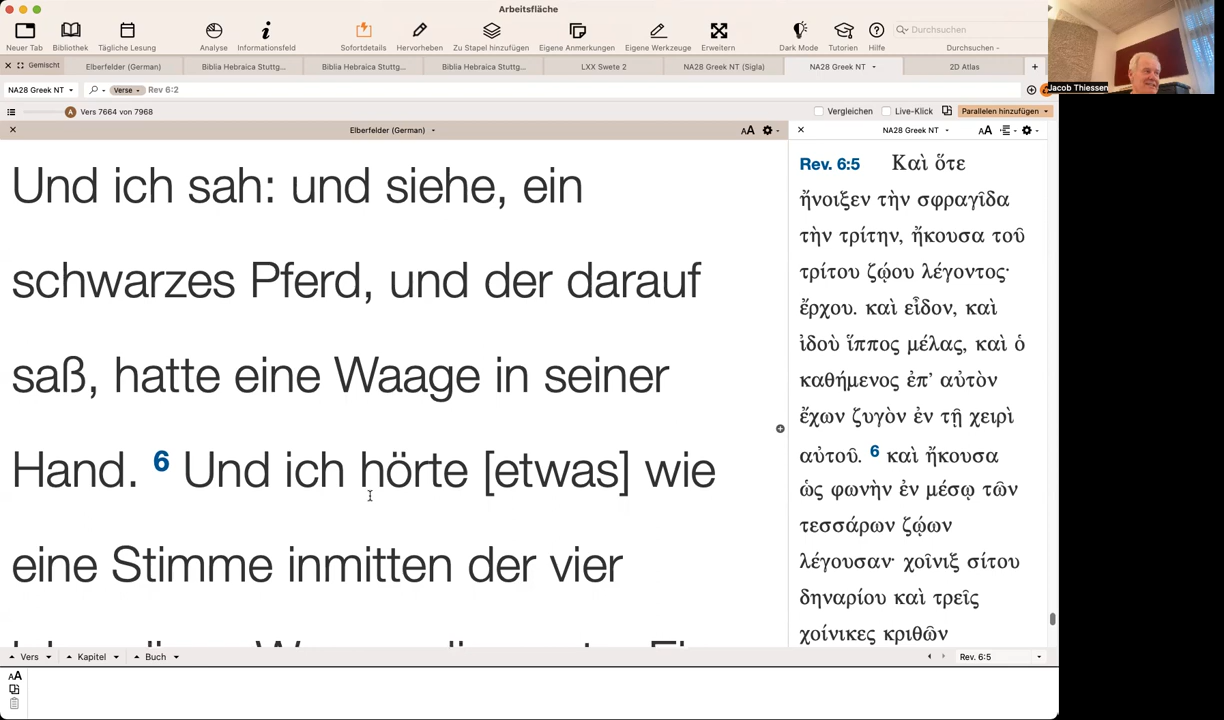 Arbeitsfläche
Neuer Tab Bibliothek Tägliche Lesung Analyse Informationsfeld Sofortdetails Hervorheben Zu Stapel hinzufügen Eigene Anmerkungen Eigene Werkzeuge Erweitern Dark Mode Tutorien Hilfe Durchsuchen
Durchsuchen
Gemischt Elberfelder (German) Biblia Hebraica Stuttg... Biblia Hebraica Stuttg... Biblia Hebraica Stuttg... LXX Swete 2 NA28 Greek NT (Sigla) NA28 Greek NT 2D Atlas
Jacob Thiessen
NA28 Greek NT Verse Rev 6:2
Vers 7664 von 7968 Vergleichen Live-Klick Parallelen hinzufügen
Elberfelder (German) AA
Und ich sah: und siehe, ein
schwarzes Pferd, und der darauf
saß, hatte eine Waage in seiner
Hand. 6 Und ich hörte [etwas] wie
eine Stimme inmitten der vier
NA28 Greek NT AA
Rev. 6:5 Καὶ ὅτε
ἤνοιξεν τὴν σφραγῖδα
τὴν τρίτην, ἤκουσα τοῦ
τρίτου ζῴου λέγοντος·
ἔρχου. καὶ εἶδον, καὶ
ἰδοὺ ἵππος μέλας, καὶ ὁ
καθήμενος ἐπ’ αὐτὸν
ἔχων ζυγὸν ἐν τῇ χειρὶ
αὐτοῦ. 6 καὶ ἤκουσα
ὡς φωνὴν ἐν μέσῳ τῶν
τεσσάρων ζῴων
λέγουσαν· χοῖνιξ σίτου
δηναρίου καὶ τρεῖς
χοίνικες κριθῶν
Vers Kapitel Buch Rev. 6:5
AA